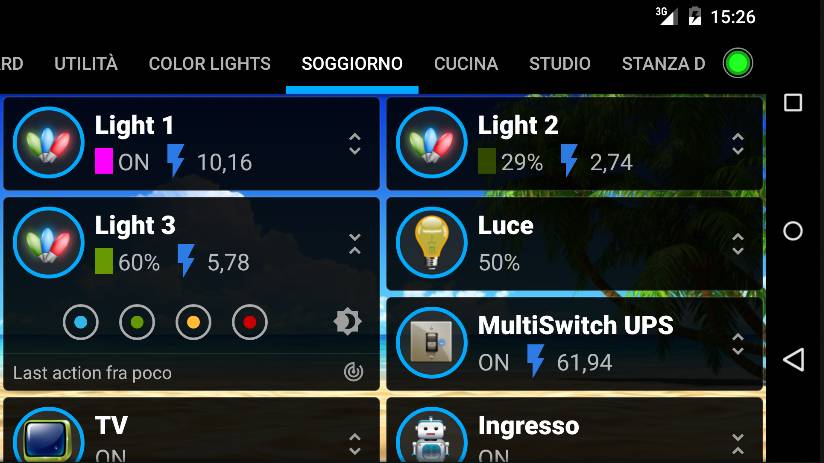 3G 15:26
RD UTILITÀ COLOR LIGHTS SOGGIORNO CUCINA STUDIO STANZA D
Light 1
ON 10,16
Light 2
29% 2,74
Light 3
60% 5,78
Last action fra poco
Luce
50%
MultiSwitch UPS
ON 61,94
TV
ON
Ingresso
ON